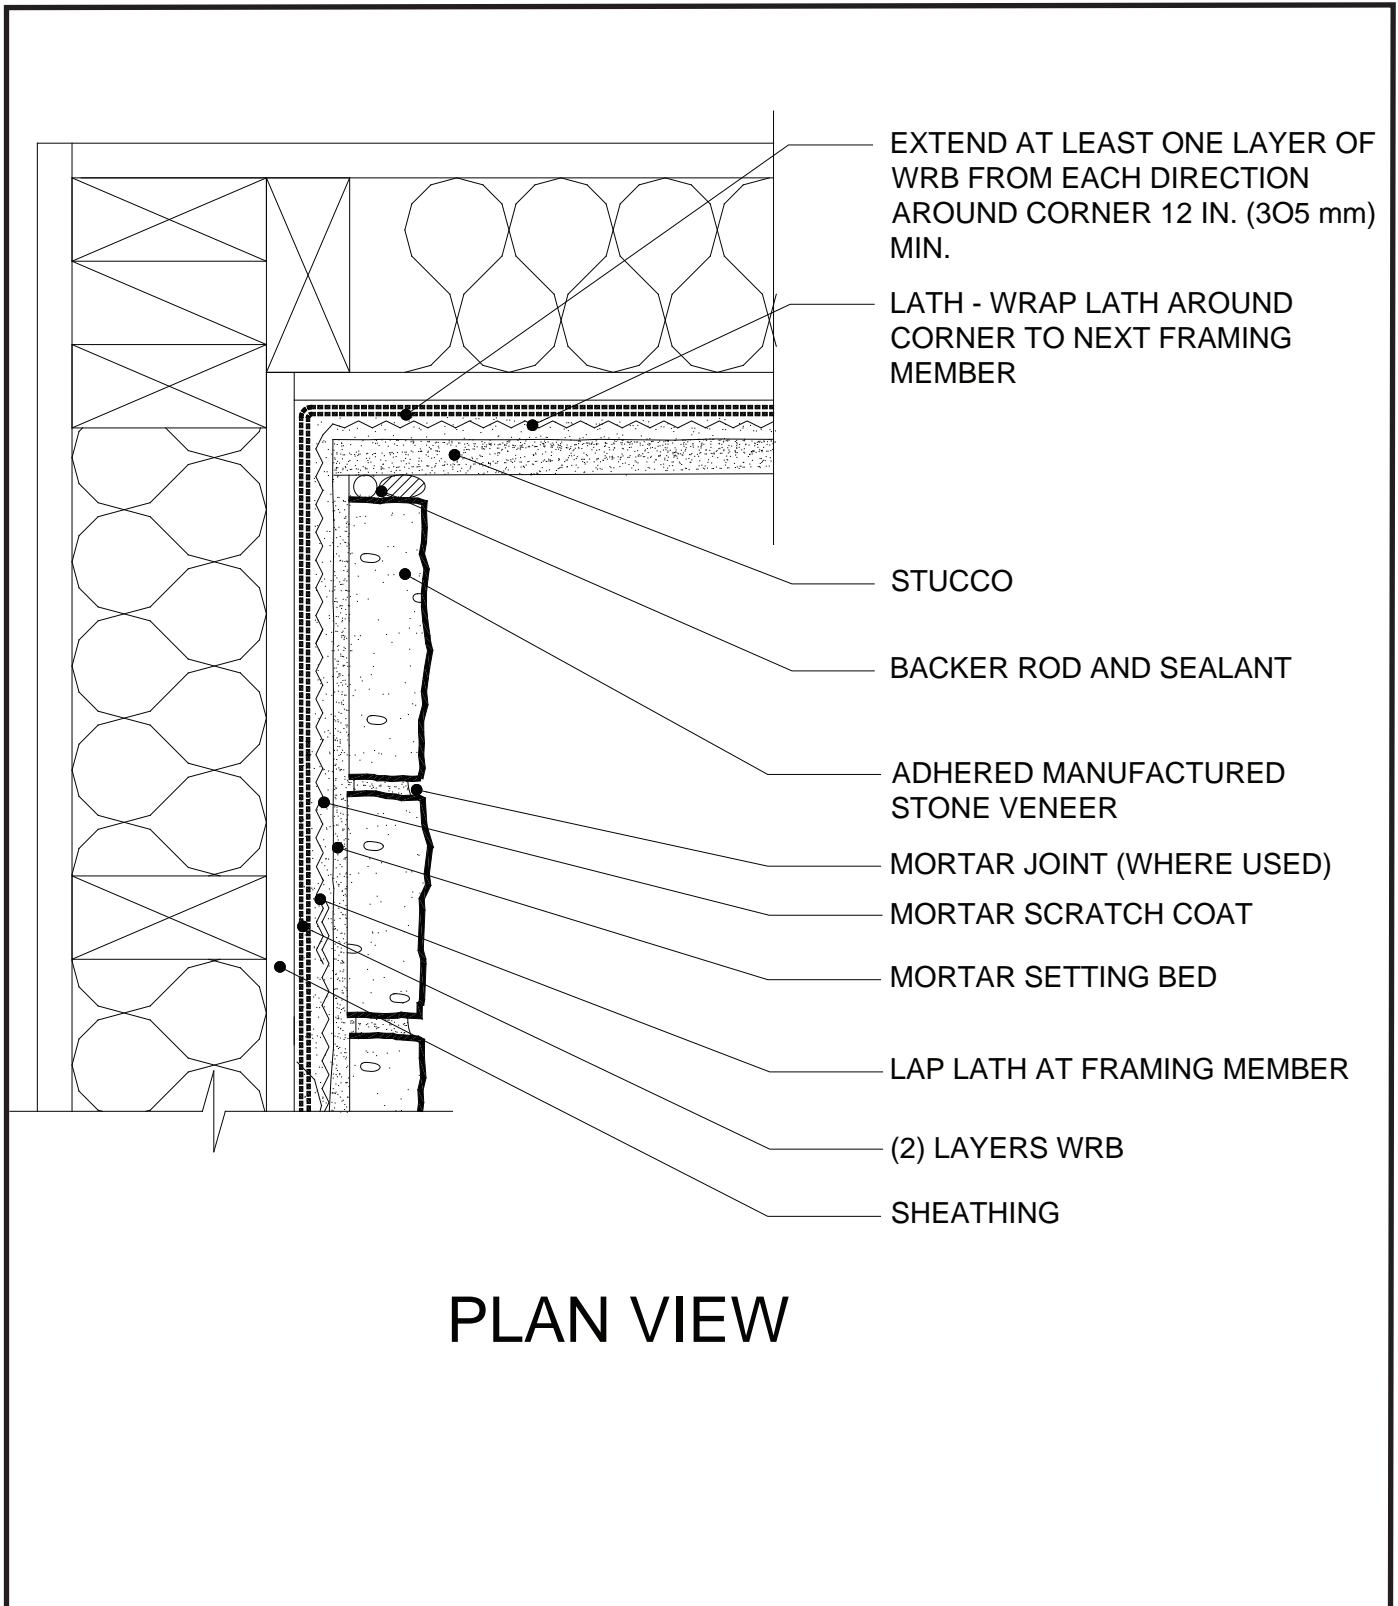 EXTEND AT LEAST ONE LAYER OF
WRB FROM EACH DIRECTION
AROUND CORNER 12 IN. (3O5 mm)
MIN.
LATH - WRAP LATH AROUND
CORNER TO NEXT FRAMING
MEMBER
STUCCO
BACKER ROD AND SEALANT
ADHERED MANUFACTURED
STONE VENEER
MORTAR JOINT (WHERE USED)
MORTAR SCRATCH COAT
MORTAR SETTING BED
LAP LATH AT FRAMING MEMBER
(2) LAYERS WRB
SHEATHING
PLAN VIEW